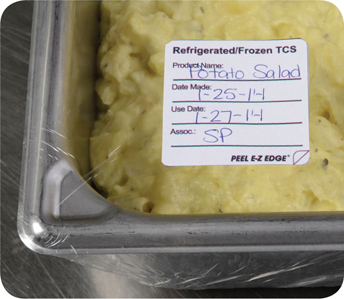 Refrigerated/Frozen TCS
Product Name: Potato Salad
Date Made: 1-25-14
Use Date: 1-27-14
Assoc.: SP
PEEL E-Z EDGE™